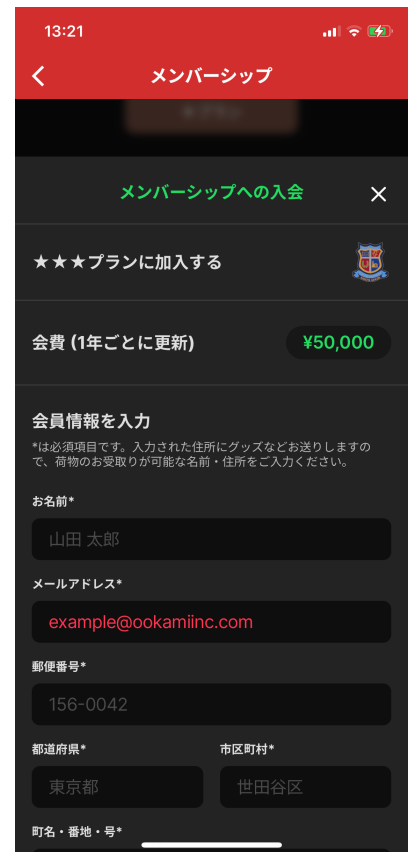 13:21
メンバーシップ
メンバーシップへの入会
★★★プランに加入する
会費 (1年ごとに更新)
¥50,000
会員情報を入力
*は必須項目です。入力された住所にグッズなどお送りしますの
で、荷物のお受取りが可能な名前・住所をご入力ください。
お名前*
山田 太郎
メールアドレス*
example@ookamiinc.com
郵便番号*
156-0042
都道府県*
市区町村*
東京都
世田谷区
町名・番地・号*